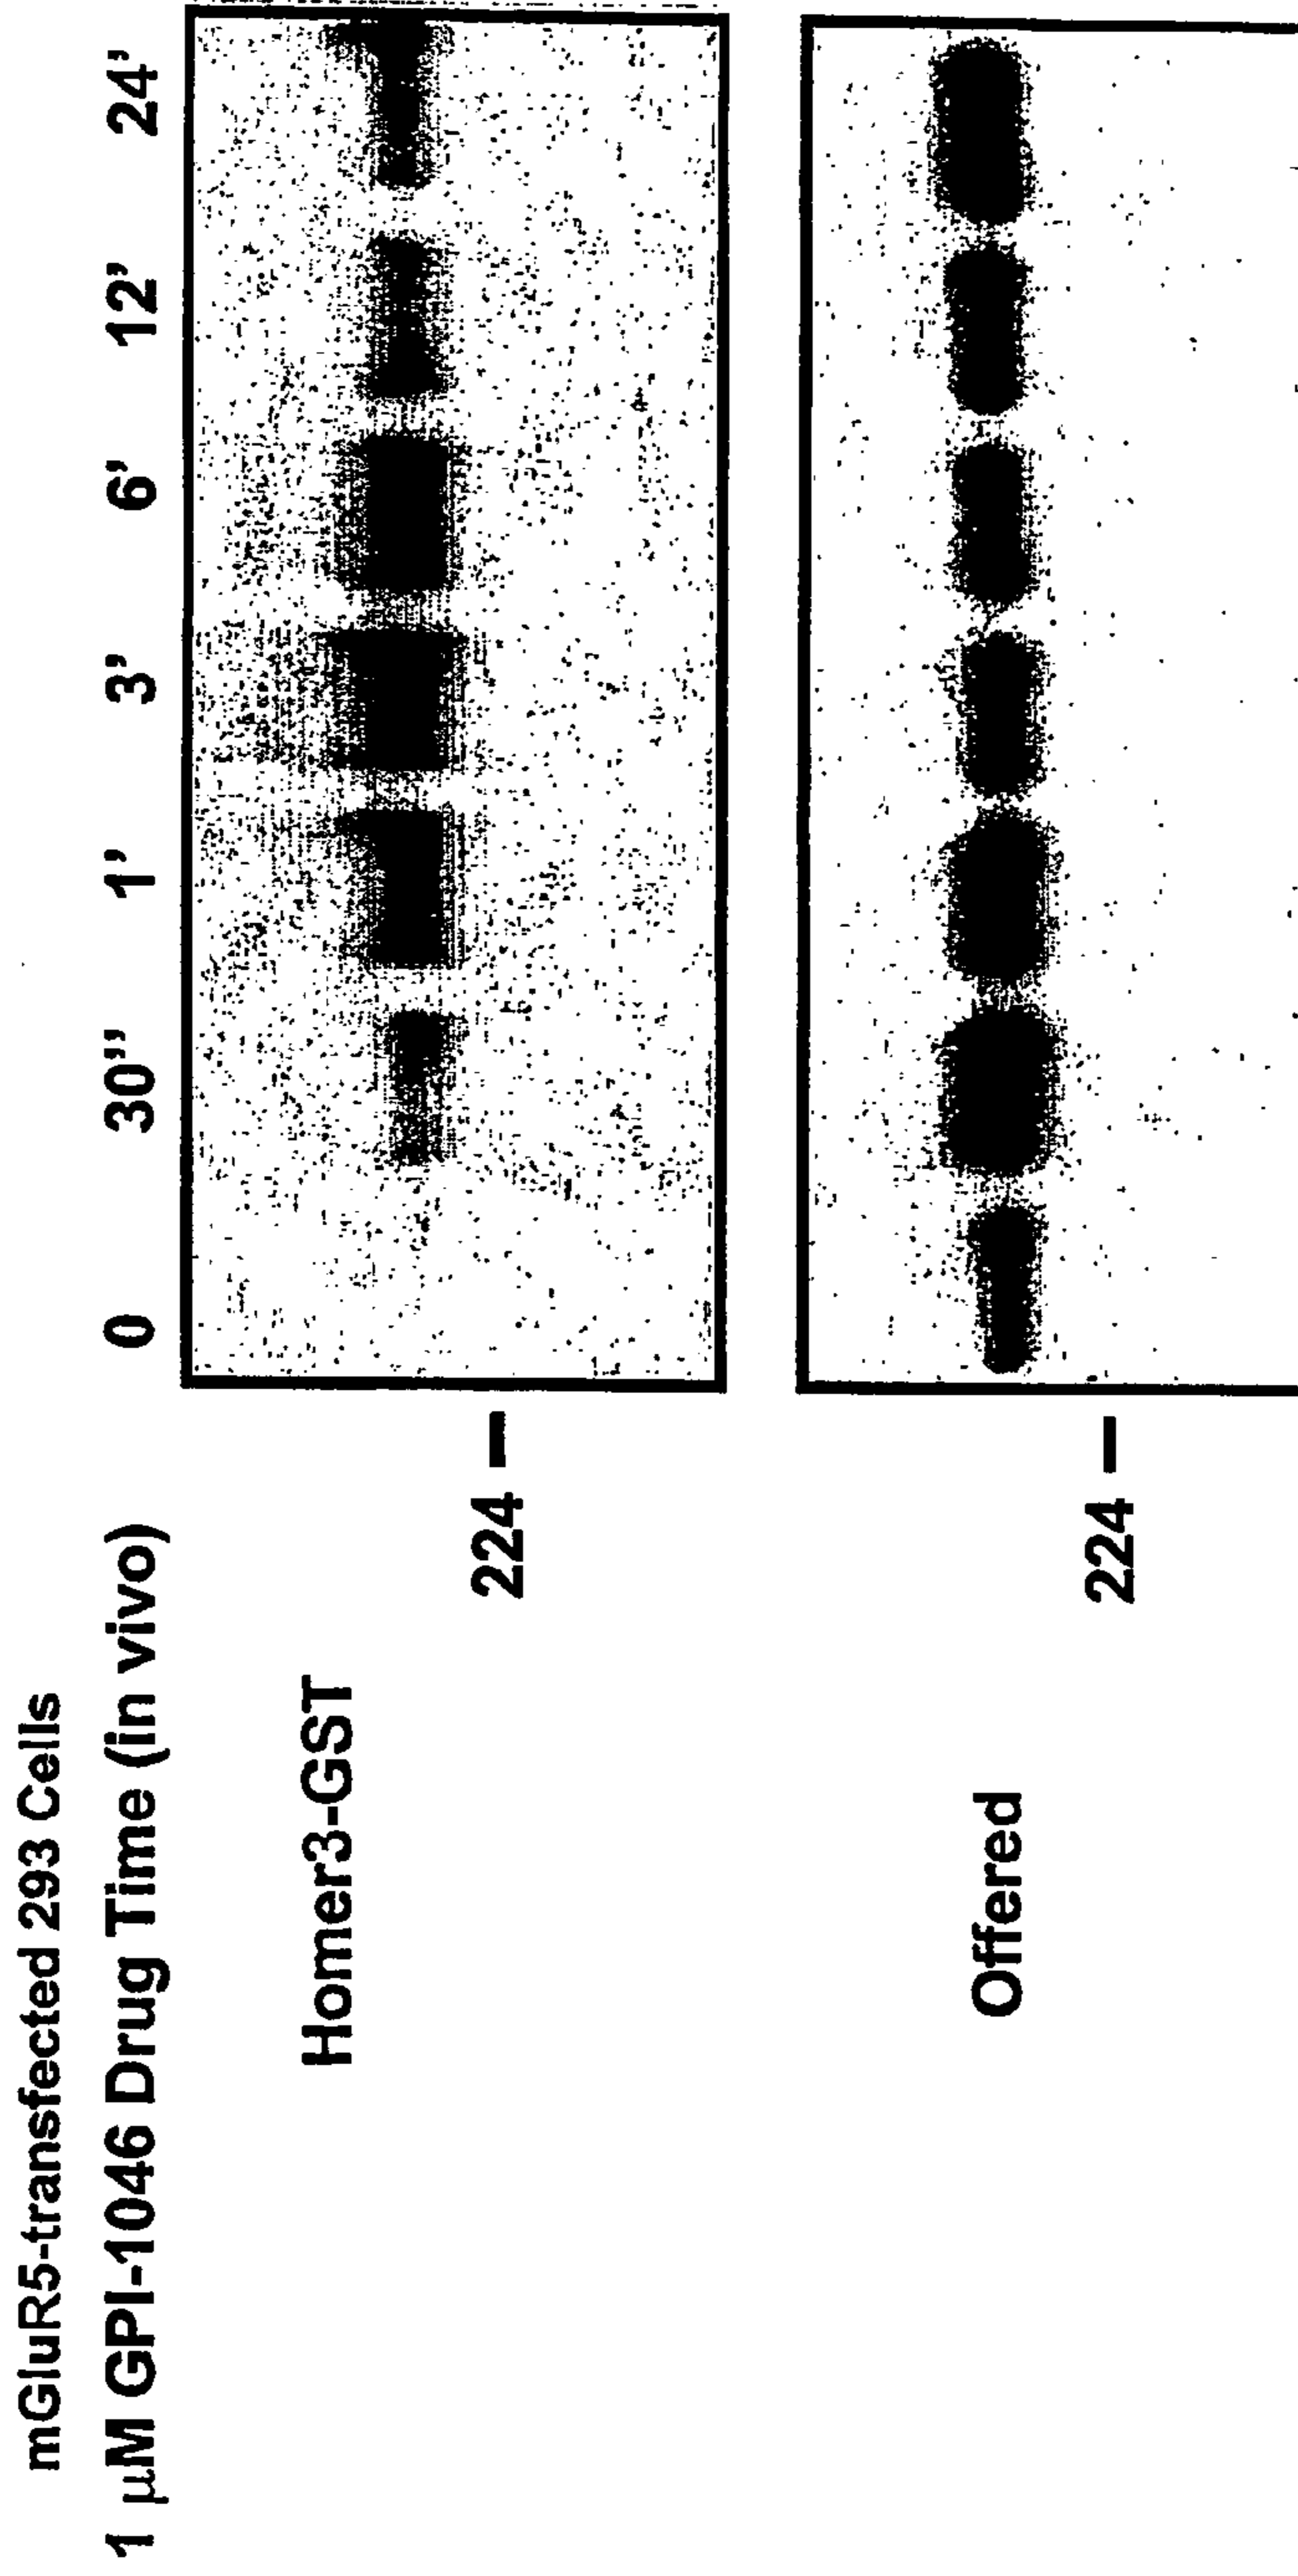 mGluR5-transfected 293 Cells
1 µM GPI-1046 Drug Time (in vivo) 0 30" 1' 3' 6' 12' 24'
Homer3-GST
224 –
Offered
224 –